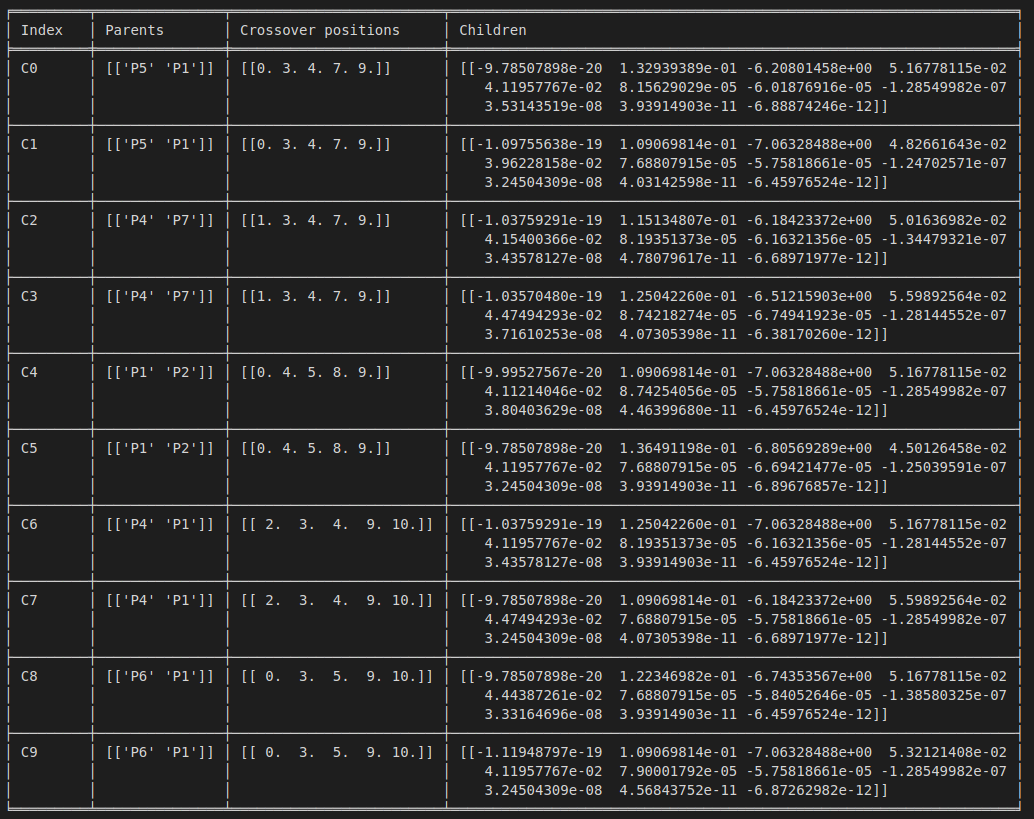 Index Parents Crossover positions Children
C0 [['P5' 'P1']] [[0. 3. 4. 7. 9.]] [[-9.78507898e-20 1.32939389e-01 -6.20801458e+00 5.16778115e-02
4.11957767e-02 8.15629029e-05 -6.01876916e-05 -1.28549982e-07
3.53143519e-08 3.93914903e-11 -6.88874246e-12]]
C1 [['P5' 'P1']] [[0. 3. 4. 7. 9.]] [[-1.09755638e-19 1.09069814e-01 -7.06328488e+00 4.82661643e-02
3.96228158e-02 7.68807915e-05 -5.75818661e-05 -1.24702571e-07
3.24504309e-08 4.03142598e-11 -6.45976524e-12]]
C2 [['P4' 'P7']] [[1. 3. 4. 7. 9.]] [[-1.03759291e-19 1.15134807e-01 -6.18423372e+00 5.01636982e-02
4.15400366e-02 8.19351373e-05 -6.16321356e-05 -1.34479321e-07
3.43578127e-08 4.78079617e-11 -6.68971977e-12]]
C3 [['P4' 'P7']] [[1. 3. 4. 7. 9.]] [[-1.03570480e-19 1.25042260e-01 -6.51215903e+00 5.59892564e-02
4.47494293e-02 8.74218274e-05 -6.74941923e-05 -1.28144552e-07
3.71610253e-08 4.07305398e-11 -6.38170260e-12]]
C4 [['P1' 'P2']] [[0. 4. 5. 8. 9.]] [[-9.99527567e-20 1.09069814e-01 -7.06328488e+00 5.16778115e-02
4.11214046e-02 8.74254056e-05 -5.75818661e-05 -1.28549982e-07
3.80403629e-08 4.46399680e-11 -6.45976524e-12]]
C5 [['P1' 'P2']] [[0. 4. 5. 8. 9.]] [[-9.78507898e-20 1.36491198e-01 -6.80569289e+00 4.50126458e-02
4.11957767e-02 7.68807915e-05 -6.69421477e-05 -1.25039591e-07
3.24504309e-08 3.93914903e-11 -6.89676857e-12]]
C6 [['P4' 'P1']] [[ 2. 3. 4. 9. 10.]] [[-1.03759291e-19 1.25042260e-01 -7.06328488e+00 5.16778115e-02
4.11957767e-02 8.19351373e-05 -6.16321356e-05 -1.28144552e-07
3.43578127e-08 3.93914903e-11 -6.45976524e-12]]
C7 [['P4' 'P1']] [[ 2. 3. 4. 9. 10.]] [[-9.78507898e-20 1.09069814e-01 -6.18423372e+00 5.59892564e-02
4.47494293e-02 7.68807915e-05 -5.75818661e-05 -1.28549982e-07
3.24504309e-08 4.07305398e-11 -6.68971977e-12]]
C8 [['P6' 'P1']] [[ 0. 3. 5. 9. 10.]] [[-9.78507898e-20 1.22346982e-01 -6.74353567e+00 5.16778115e-02
4.44387261e-02 7.68807915e-05 -5.84052646e-05 -1.38580325e-07
3.33164696e-08 3.93914903e-11 -6.45976524e-12]]
C9 [['P6' 'P1']] [[ 0. 3. 5. 9. 10.]] [[-1.11948797e-19 1.09069814e-01 -7.06328488e+00 5.32121408e-02
4.11957767e-02 7.90001792e-05 -5.75818661e-05 -1.28549982e-07
3.24504309e-08 4.56843752e-11 -6.87262982e-12]]